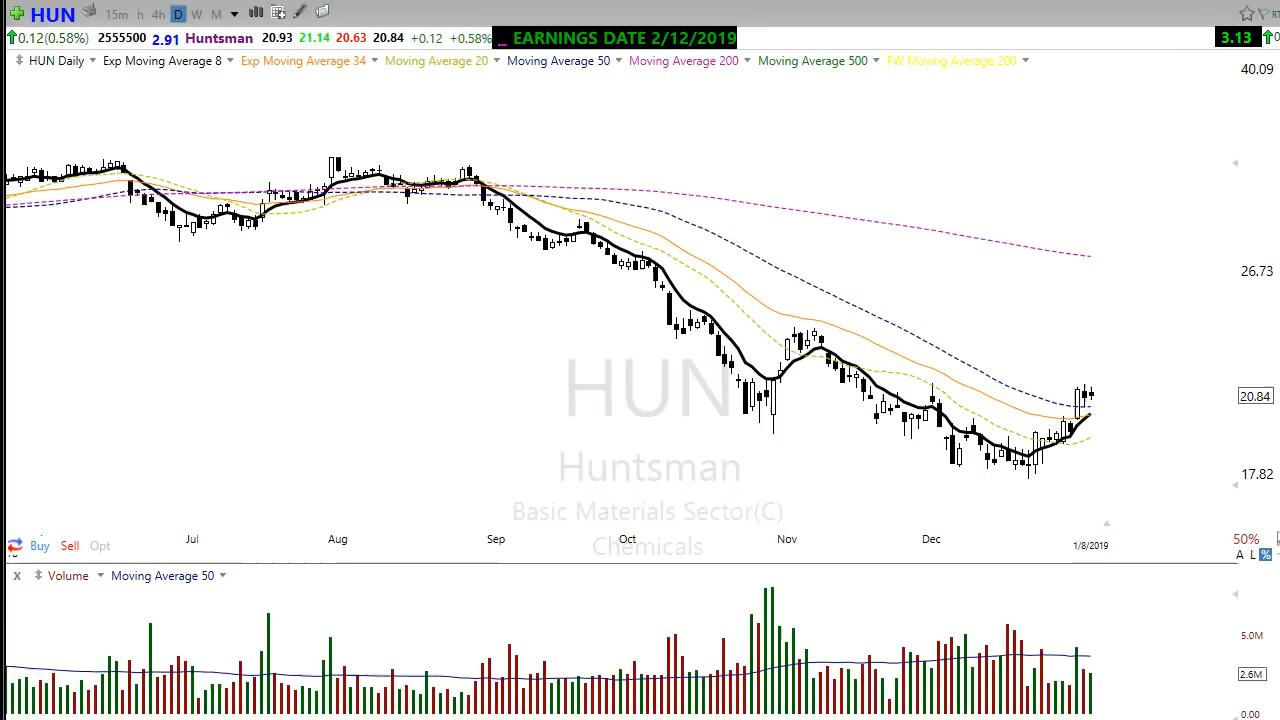 HUN 15m h 4h D W M
0.12(0.58%) 2555500 2.91 Huntsman 20.93 21.14 20.63 20.84 +0.12 +0.58% _ EARNINGS DATE 2/12/2019 3.13
HUN Daily Exp Moving Average 8 Exp Moving Average 34 Moving Average 20 Moving Average 50 Moving Average 200 Moving Average 500 FW Moving Average 200
40.09
26.73
20.84
17.82
HUN
Huntsman
Basic Materials Sector(C)
Chemicals
Jul Aug Sep Oct Nov Dec 1/8/2019
Buy Sell Opt
50%
A L %
X Volume Moving Average 50
5.0M
2.6M
0.00